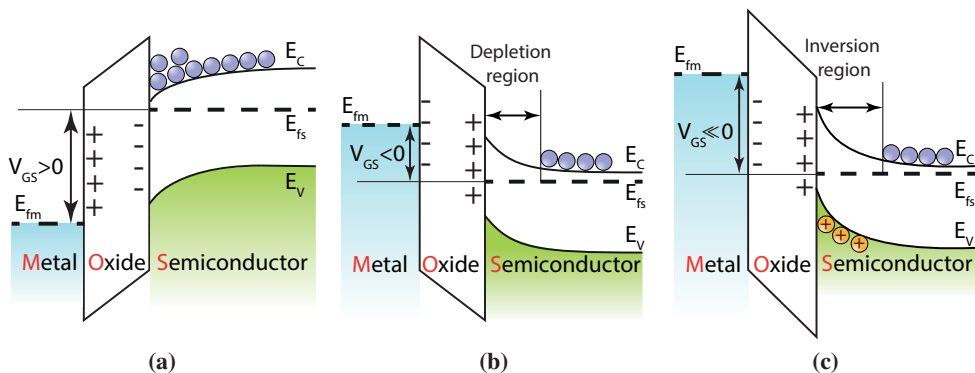 E_C
E_fs
V_GS>0
E_V
E_fm
+
+
+
+
-
-
-
-
Metal
Oxide
Semiconductor
(a)
Depletion
region
E_fm
V_GS<0
-
-
-
-
+
+
+
+
E_C
E_fs
E_V
Metal
Oxide
Semiconductor
(b)
Inversion
region
E_fm
V_GS≪0
-
-
-
-
+
+
+
+
E_C
E_fs
E_V
+
+
+
Metal
Oxide
Semiconductor
(c)